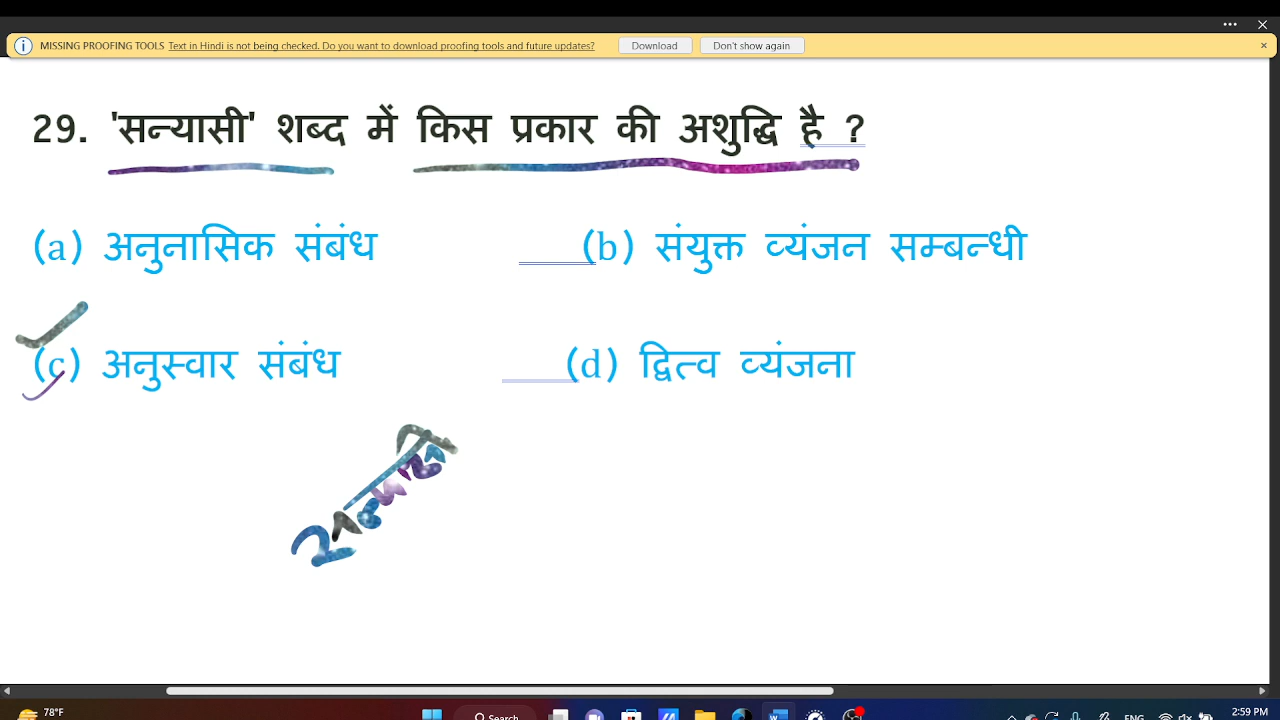 MISSING PROOFING TOOLS Text in Hindi is not being checked. Do you want to download proofing tools and future updates? Download Don't show again
29. 'सन्यासी' शब्द में किस प्रकार की अशुद्धि है ?
(a) अनुनासिक संबंध (b) संयुक्त व्यंजन सम्बन्धी
(c) अनुस्वार संबंध (d) द्वित्व व्यंजना
78°F Search ENG 2:59 PM